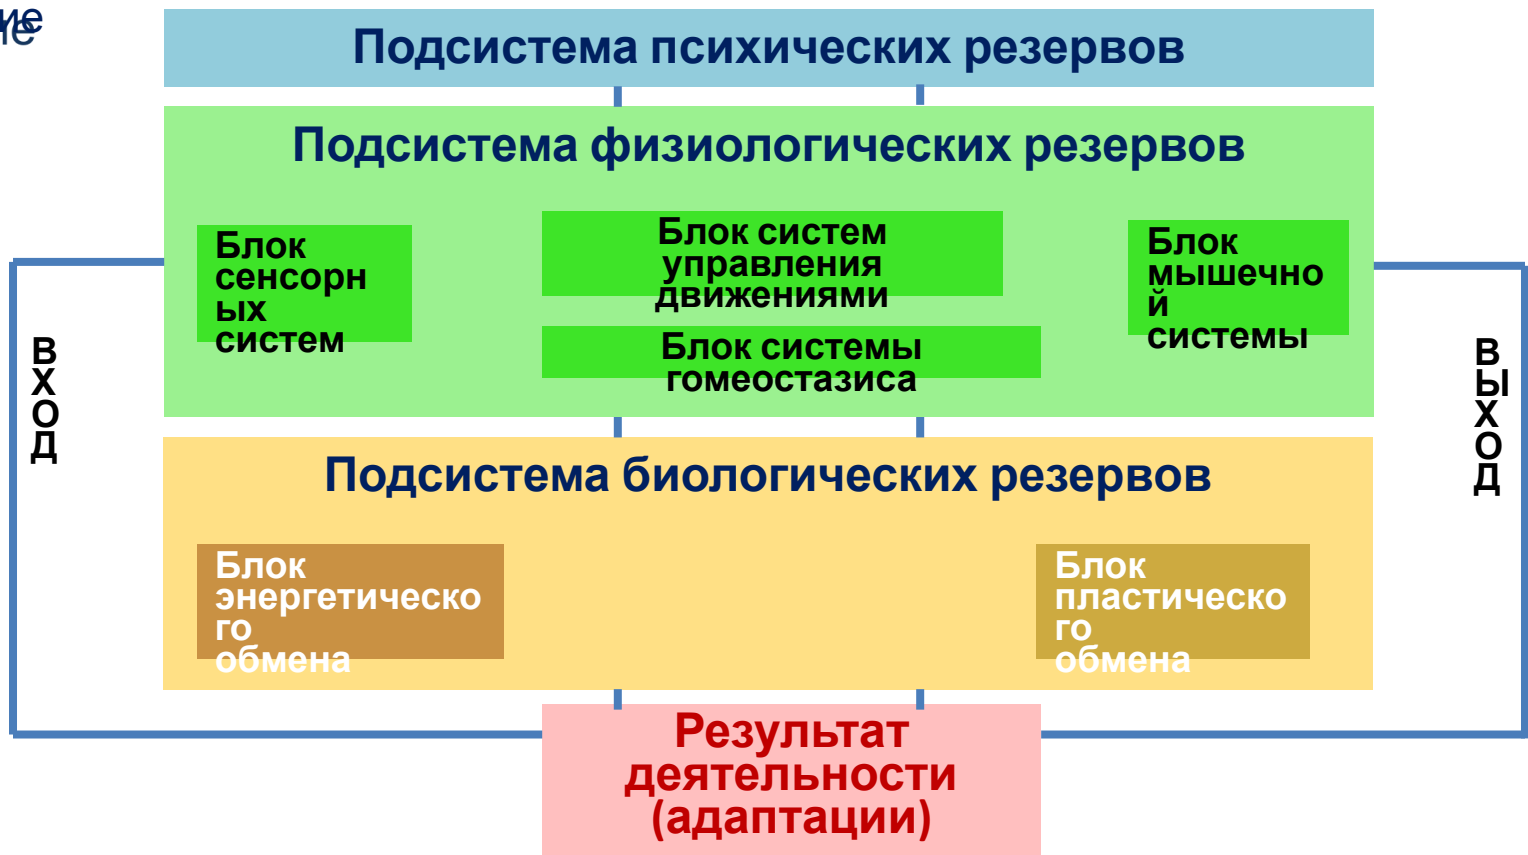 Подсистема психических резервов
Подсистема физиологических резервов
Блок
сенсорн
ых
систем
Блок систем
управления
движениями
Блок
мышечно
й
системы
Блок системы
гомеостазиса
В
Х
О
Д
В
Ы
Х
О
Д
Подсистема биологических резервов
Блок
энергетическо
го
обмена
Блок
пластическо
го
обмена
Результат
деятельности
(адаптации)